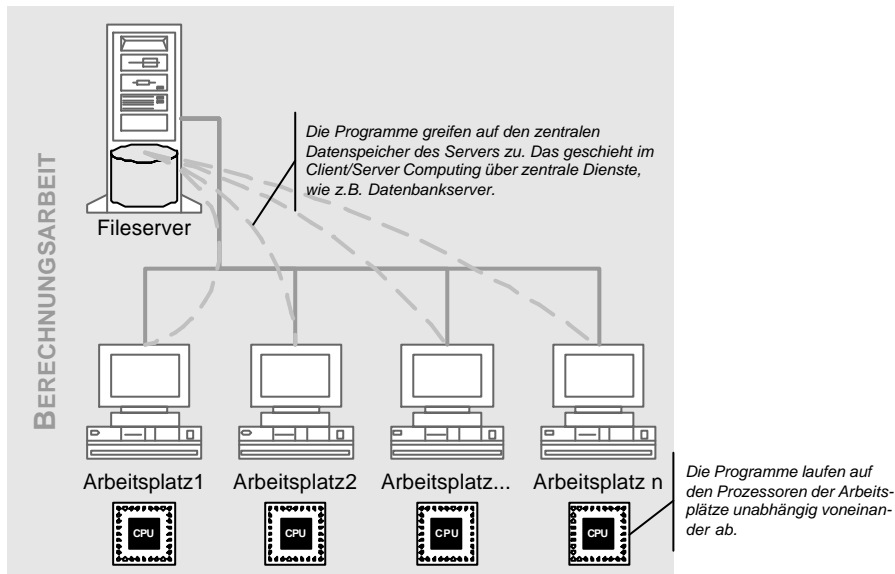 Die Programme greifen auf den zentralen
Datenspeicher des Servers zu. Das geschieht im
Client/Server Computing über zentrale Dienste,
wie z.B. Datenbankserver.
Fileserver
BERECHNUNGSARBEIT
Arbeitsplatz1
Arbeitsplatz2
Arbeitsplatz...
Arbeitsplatz n
CPU
CPU
CPU
CPU
Die Programme laufen auf
den Prozessoren der Arbeits-
plätze unabhängig voneinan-
der ab.